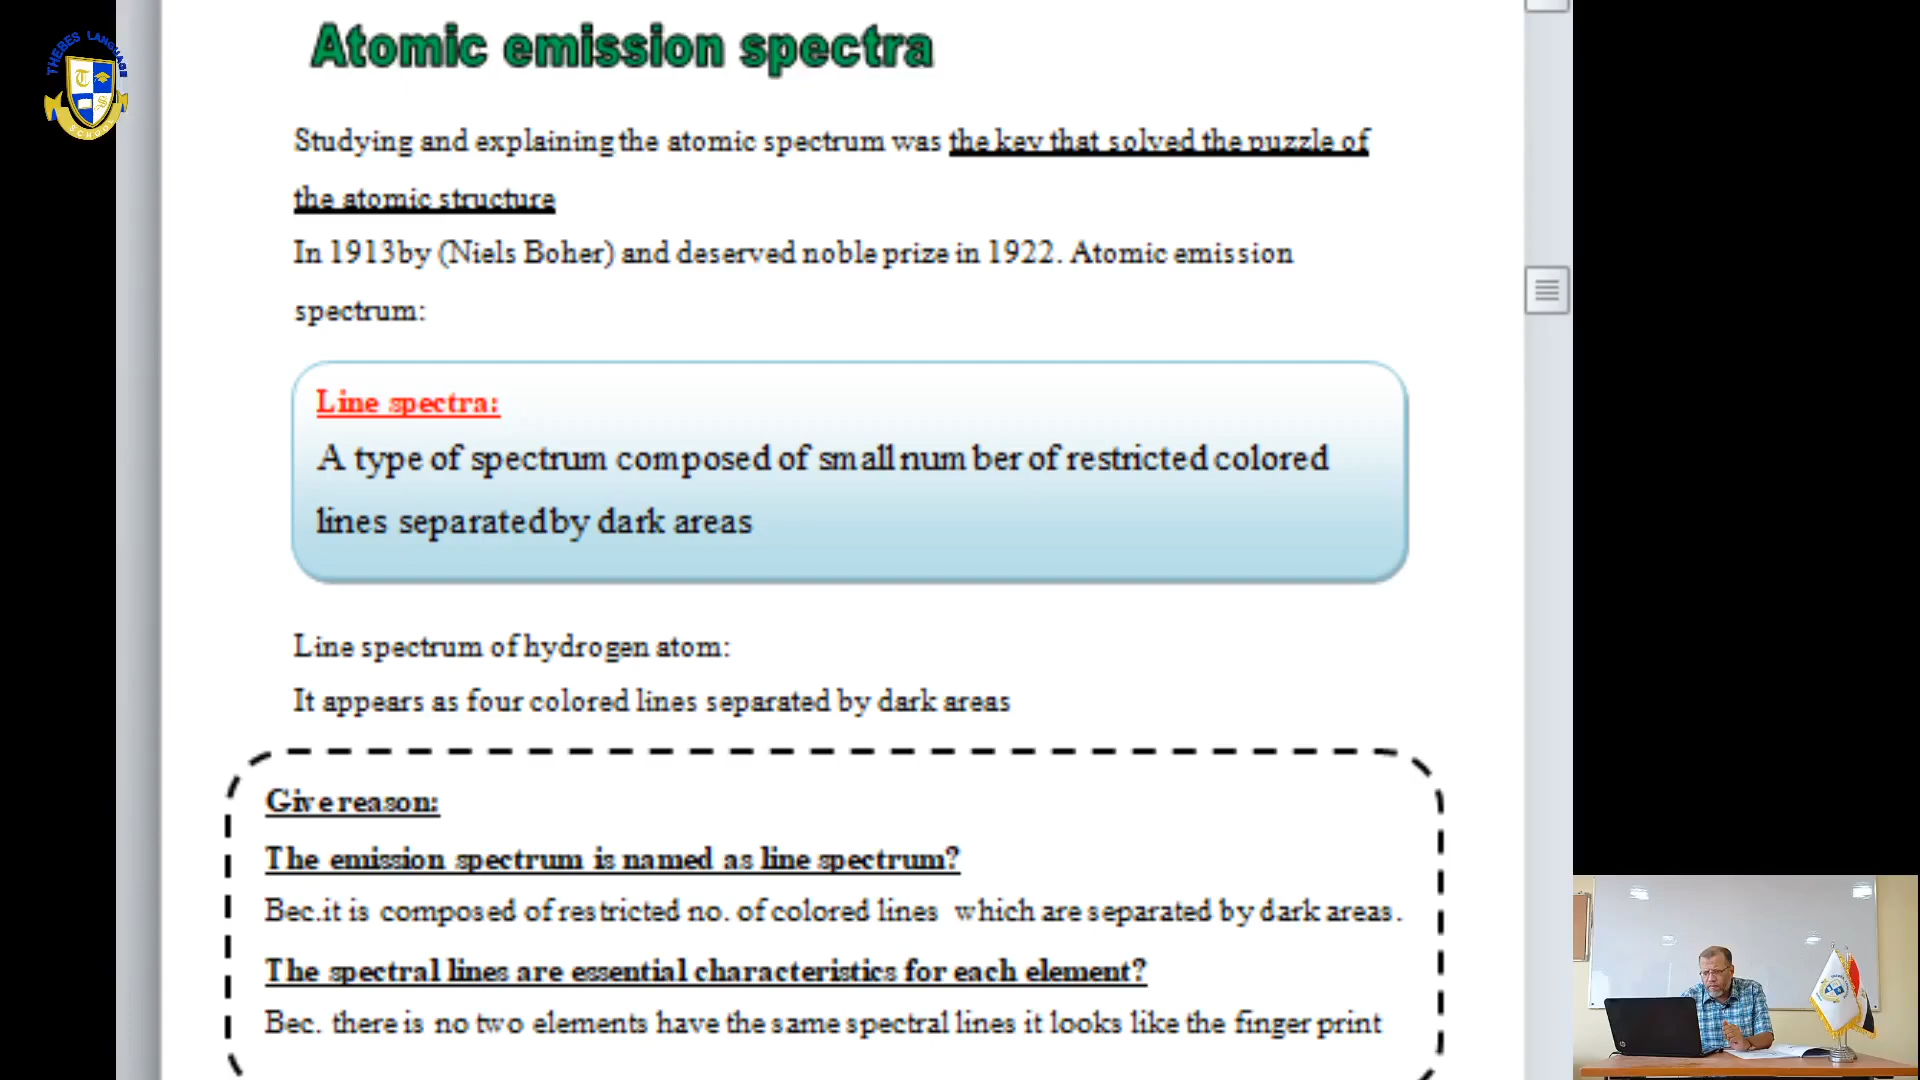 THEBES LANGUAGE
SCHOOL
Atomic emission spectra
Studying and explaining the atomic spectrum was the key that solved the puzzle of
the atomic structure
In 1913by (Niels Boher) and deserved noble prize in 1922. Atomic emission
spectrum:
Line spectra:
A type of spectrum composed of small num ber of restricted colored
lines separated by dark areas
Line spectrum of hydrogen atom:
It appears as four colored lines separated by dark areas
Give reason:
The emission spectrum is named as line spectrum?
Bec.it is composed of restricted no. of colored lines which are separated by dark areas.
The spectral lines are essential characteristics for each element?
Bec. there is no two elements have the same spectral lines it looks like the finger print